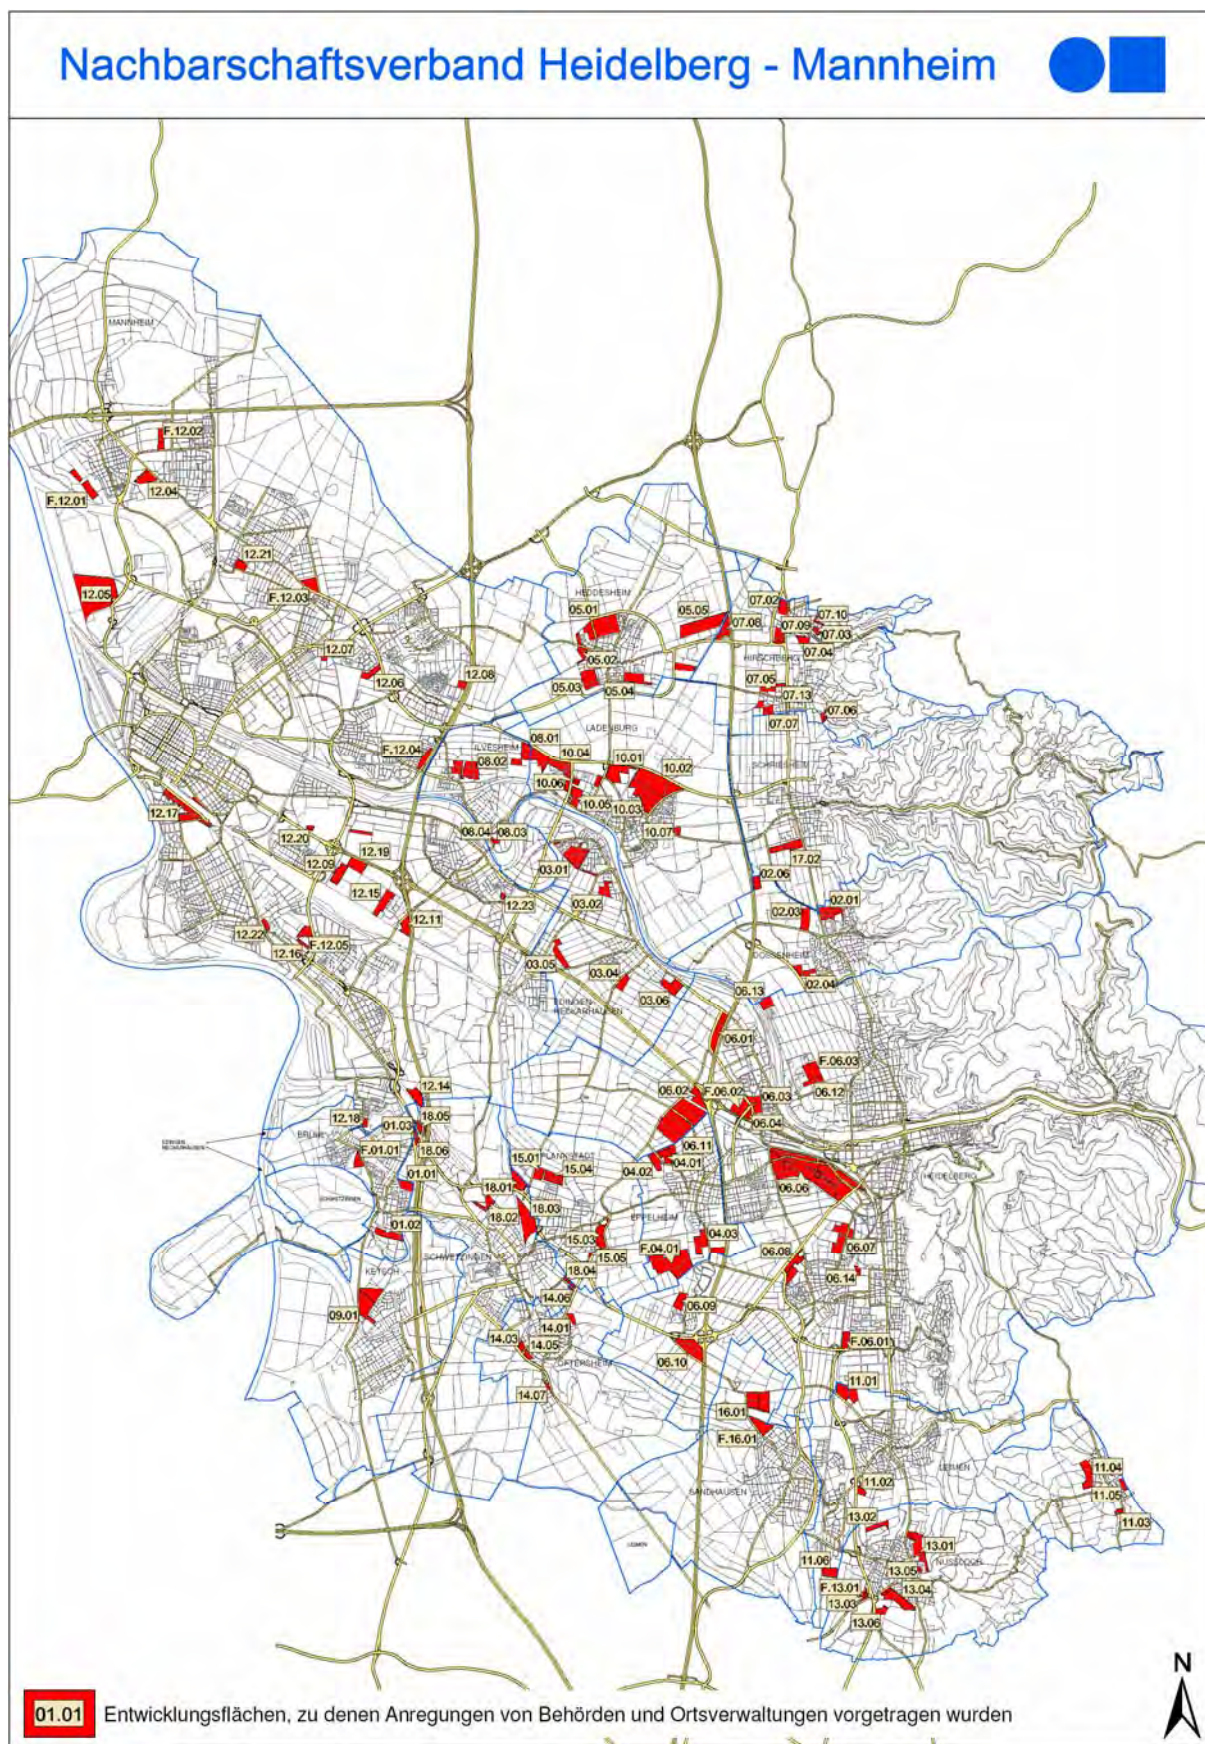 Nachbarschaftsverband Heidelberg - Mannheim
MANNHEIM
F.12.02
F.12.01
12.04
12.21
12.05
F.12.03
HEDDESHEIM
05.01
05.05
07.02
07.10
07.08
07.09
07.03
07.04
12.07
05.02
HIRSCHBERG
12.06
12.08
05.03
05.04
07.05
07.13
07.06
07.07
LADENBURG
F.12.04
ILVESHEIM
08.01
08.02
10.04
10.01
10.02
SCHRIESHEIM
10.06
10.05
10.03
12.17
12.20
08.04
08.03
10.07
12.09
12.19
03.01
17.02
02.06
12.15
12.23
03.02
02.03
02.01
12.11
12.22
F.12.05
12.16
03.05
03.04
DOSSENHEIM
02.04
03.06
06.13
EDINGEN-
NECKARHAUSEN
06.01
F.06.03
06.12
12.14
06.02
F.06.02
06.03
12.18
01.03
18.05
06.04
BRÜHL
EDINGEN
NECKARHAUSEN
F.01.01
18.06
15.01
PLANKSTADT
06.11
01.01
15.04
04.02
04.01
HEIDELBERG
18.01
06.06
18.03
18.02
01.02
EPPELHEIM
15.03
04.03
SCHWETZINGEN
15.05
F.04.01
06.08
06.07
KETSCH
18.04
06.14
14.06
06.09
09.01
14.01
14.03
14.05
F.06.01
OFTERSHEIM
06.10
14.07
11.01
16.01
F.16.01
LEIMEN
11.04
11.02
SANDHAUSEN
11.05
13.02
11.03
LEIMEN
13.01
11.06
NUSSLOCH
13.05
F.13.01
13.04
13.03
13.06
N
01.01 Entwicklungsflächen, zu denen Anregungen von Behörden und Ortsverwaltungen vorgetragen wurden